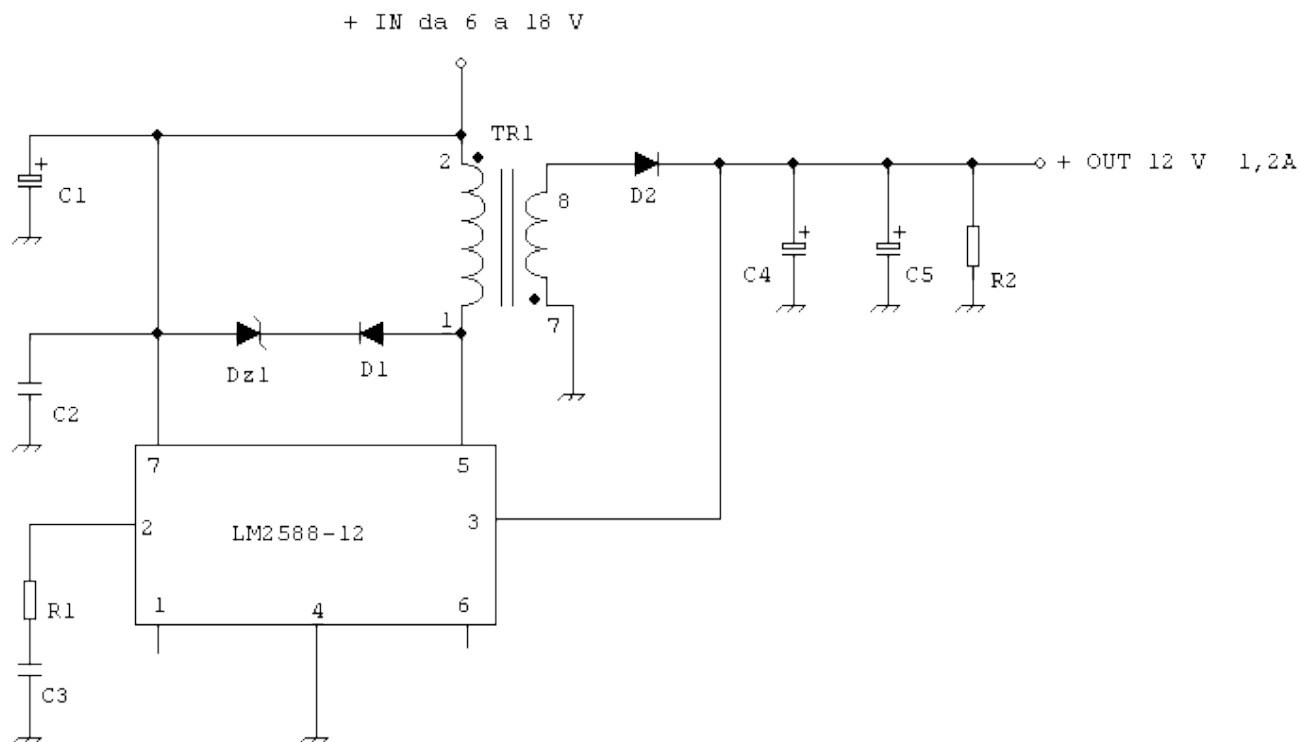 + IN da 6 a 18 V
TR1
2
C1
8
D2
+ OUT 12 V 1,2A
+
+
+
C4
C5
R2
1
7
Dz1
D1
C2
7
5
2
LM2588-12
3
R1
1
4
6
C3